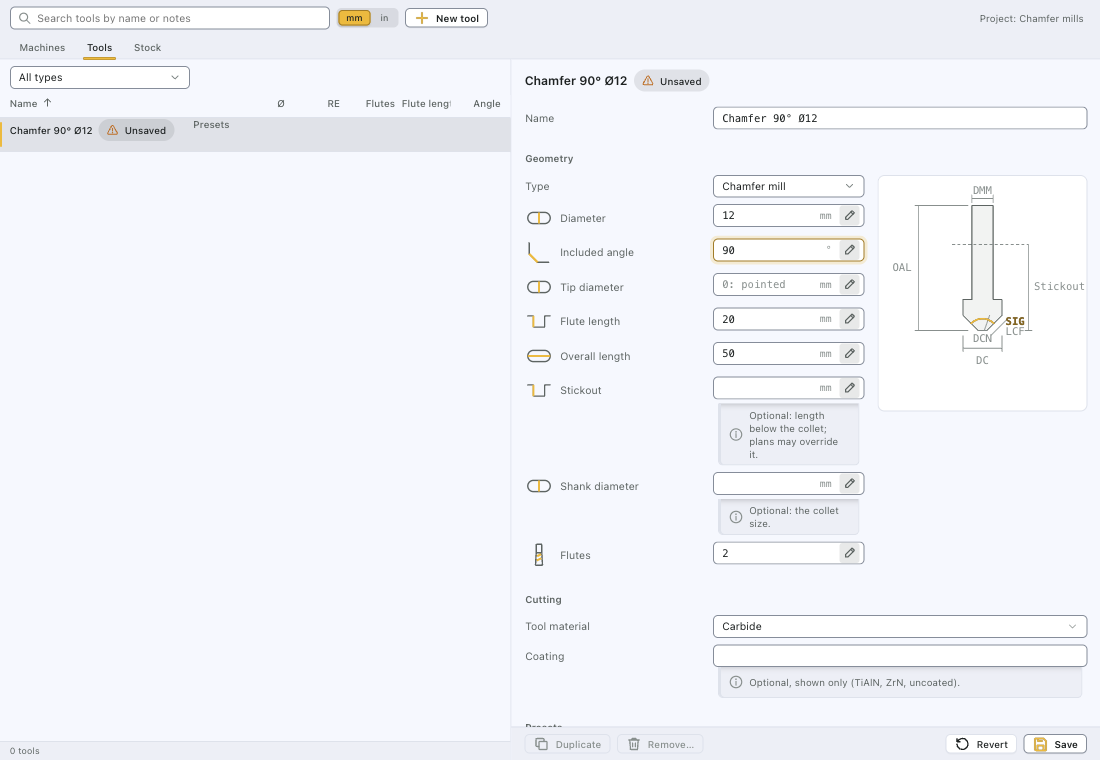 Search tools by name or notes
mm
in
New tool
Project: Chamfer mills
Machines
Tools
Stock
All types
Name
Ø
RE
Flutes
Flute leng
Angle
Chamfer 90° Ø12
Unsaved
Presets
0 tools
Chamfer 90° Ø12
Unsaved
Name
Chamfer 90° Ø12
Geometry
Type
Chamfer mill
Diameter
12
mm
Included angle
90
°
Tip diameter
0: pointed
mm
Flute length
20
mm
Overall length
50
mm
Stickout
mm
Optional: length
below the collet;
plans may override
it.
Shank diameter
mm
Optional: the collet
size.
Flutes
2
DMM
OAL
Stickout
SIG
LCF
DCN
DC
Cutting
Tool material
Carbide
Coating
Optional, shown only (TiAlN, ZrN, uncoated).
Presets
Duplicate
Remove...
Revert
Save